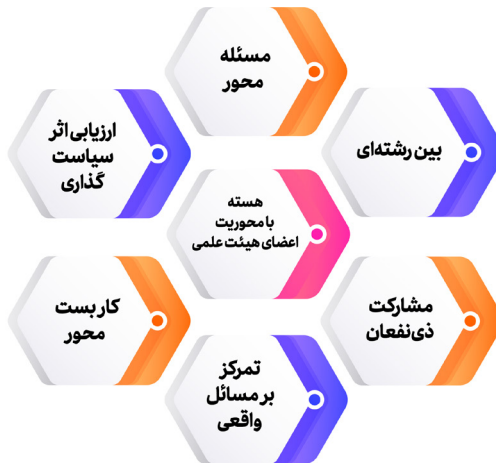 مسئله
محور
بین رشته‌ای
ارزیابی اثر
سیاست
گذاری
هسته
با محوریت
اعضای هیئت علمی
مشارکت
ذی‌نفعان
کاربست
محور
تمرکز
بر مسائل
واقعی